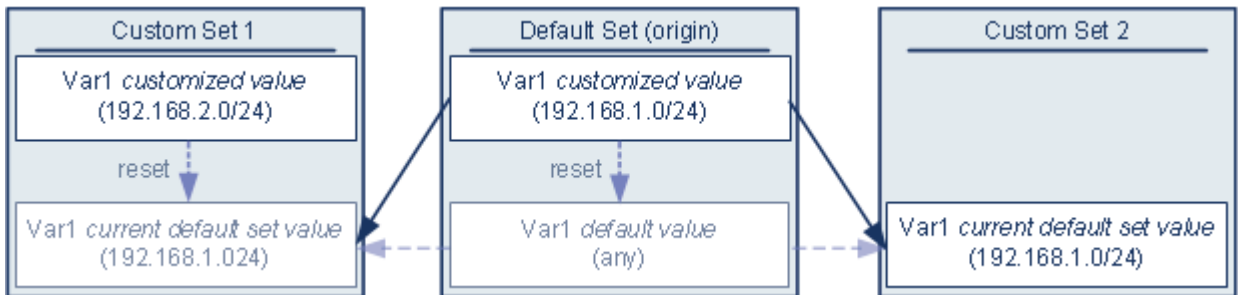 Custom Set 1
Var1 customized value
(192.168.2.0/24)
reset
Var1 current default set value
(192.168.1.024)
Default Set (origin)
Var1 customized value
(192.168.1.0/24)
reset
Var1 default value
(any)
Custom Set 2
Var1 current default set value
(192.168.1.0/24)